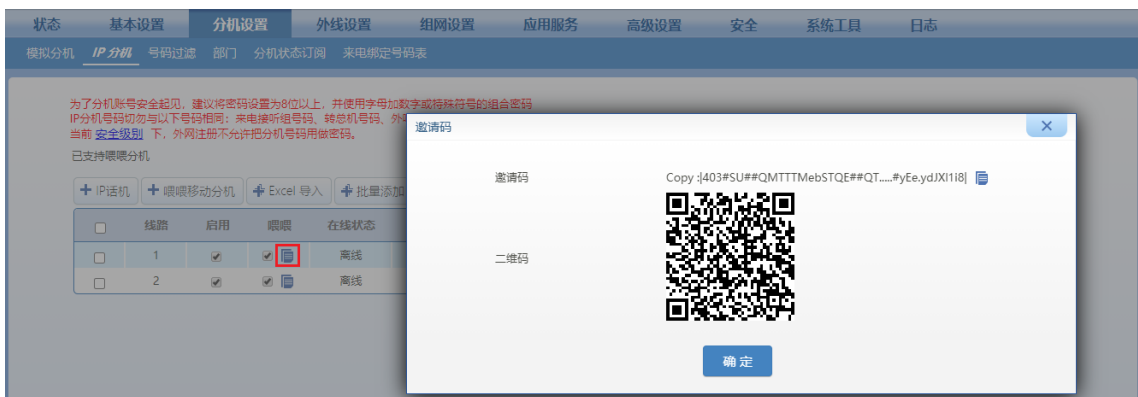 状态 基本设置 分机设置 外线设置 组网设置 应用服务 高级设置 安全 系统工具 日志
模拟分机 IP 分机 号码过滤 部门 分机状态订阅 来电绑定号码表
为了分机账号安全起见，建议将密码设置为8位以上，并使用字母加数字或特殊符号的组合密码
IP分机号码切勿与以下号码相同：来电接听组号码、转总机号码、外
当前 安全级别 下，外网注册不允许把分机号码用做密码。
已支持喂喂分机
IP话机 喂喂移动分机 Excel 导入 批量添加
线路 启用 喂喂 在线状态
1 离线
2 离线
邀请码
邀请码 Copy :|403#SU##QMTTTMebSTQE##QT.....#yEe.ydJXl1i8|
二维码
确 定